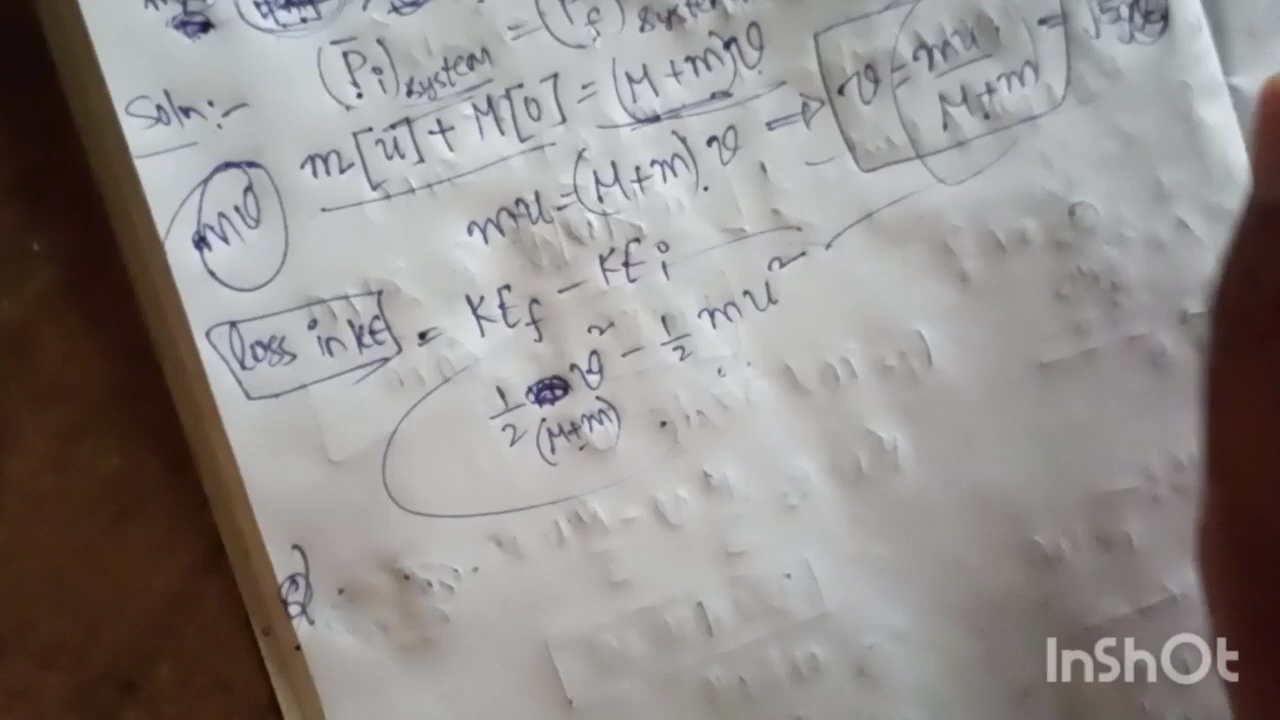 (P̄i)system = (P̄f) system
Soln:-
m[u] + M[0] = (M+m)v
mv
mu = (M+m).v ⇒ v = mu/M+m =
loss in KE = KEf - KEi
1/2 (M+m) v² - 1/2 mu²
Q)
InShOt